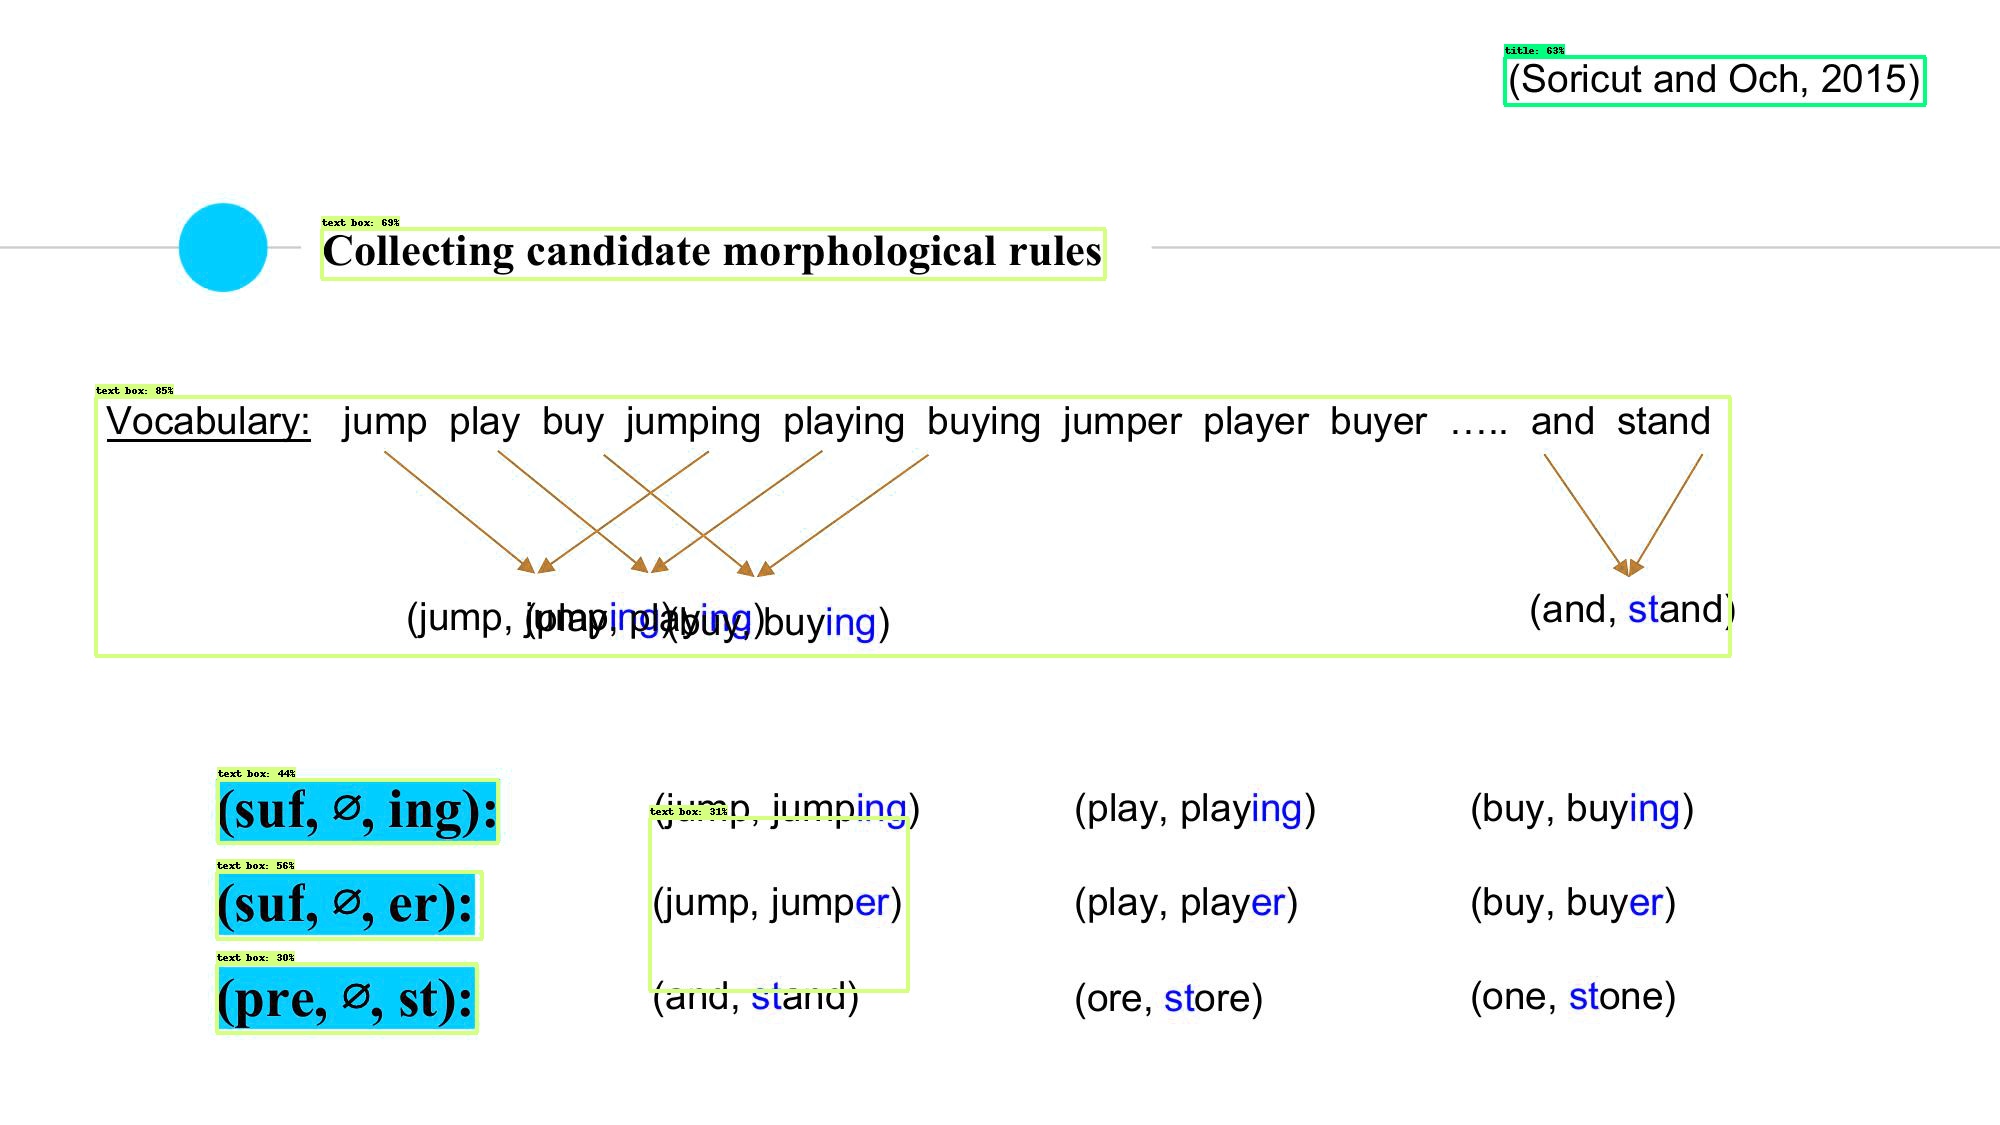 title: 63%
(Soricut and Och, 2015)
text box: 69%
Collecting candidate morphological rules
text box: 85%
Vocabulary: jump play buy jumping playing buying jumper player buyer ….. and stand
(jump, jumping) (play, playing) (buy, buying) (and, stand)
text box: 44%
(suf, ∅, ing): (jump, jumping) (play, playing) (buy, buying)
text box: 31%
text box: 56%
(suf, ∅, er): (jump, jumper) (play, player) (buy, buyer)
text box: 30%
(pre, ∅, st): (and, stand) (ore, store) (one, stone)